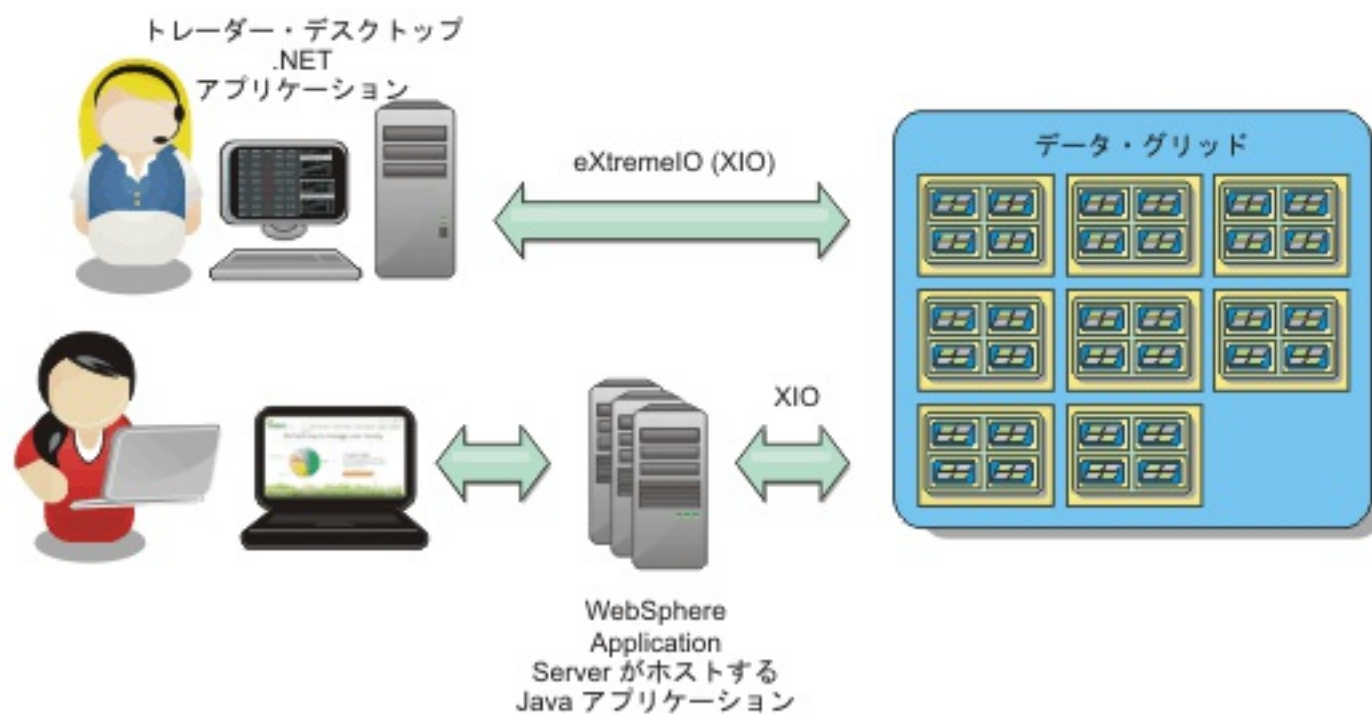 トレーダー・デスクトップ
.NET
アプリケーション
eXtremeIO (XIO)
データ・グリッド
XIO
WebSphere
Application
Server がホストする
Java アプリケーション